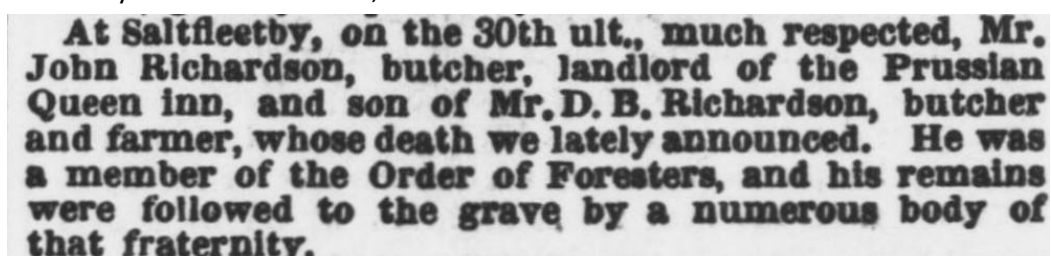 At Saltfleetby, on the 30th ult., much respected, Mr.
John Richardson, butcher, landlord of the Prussian
Queen inn, and son of Mr. D. B. Richardson, butcher
and farmer, whose death we lately announced. He was
a member of the Order of Foresters, and his remains
were followed to the grave by a numerous body of
that fraternity.